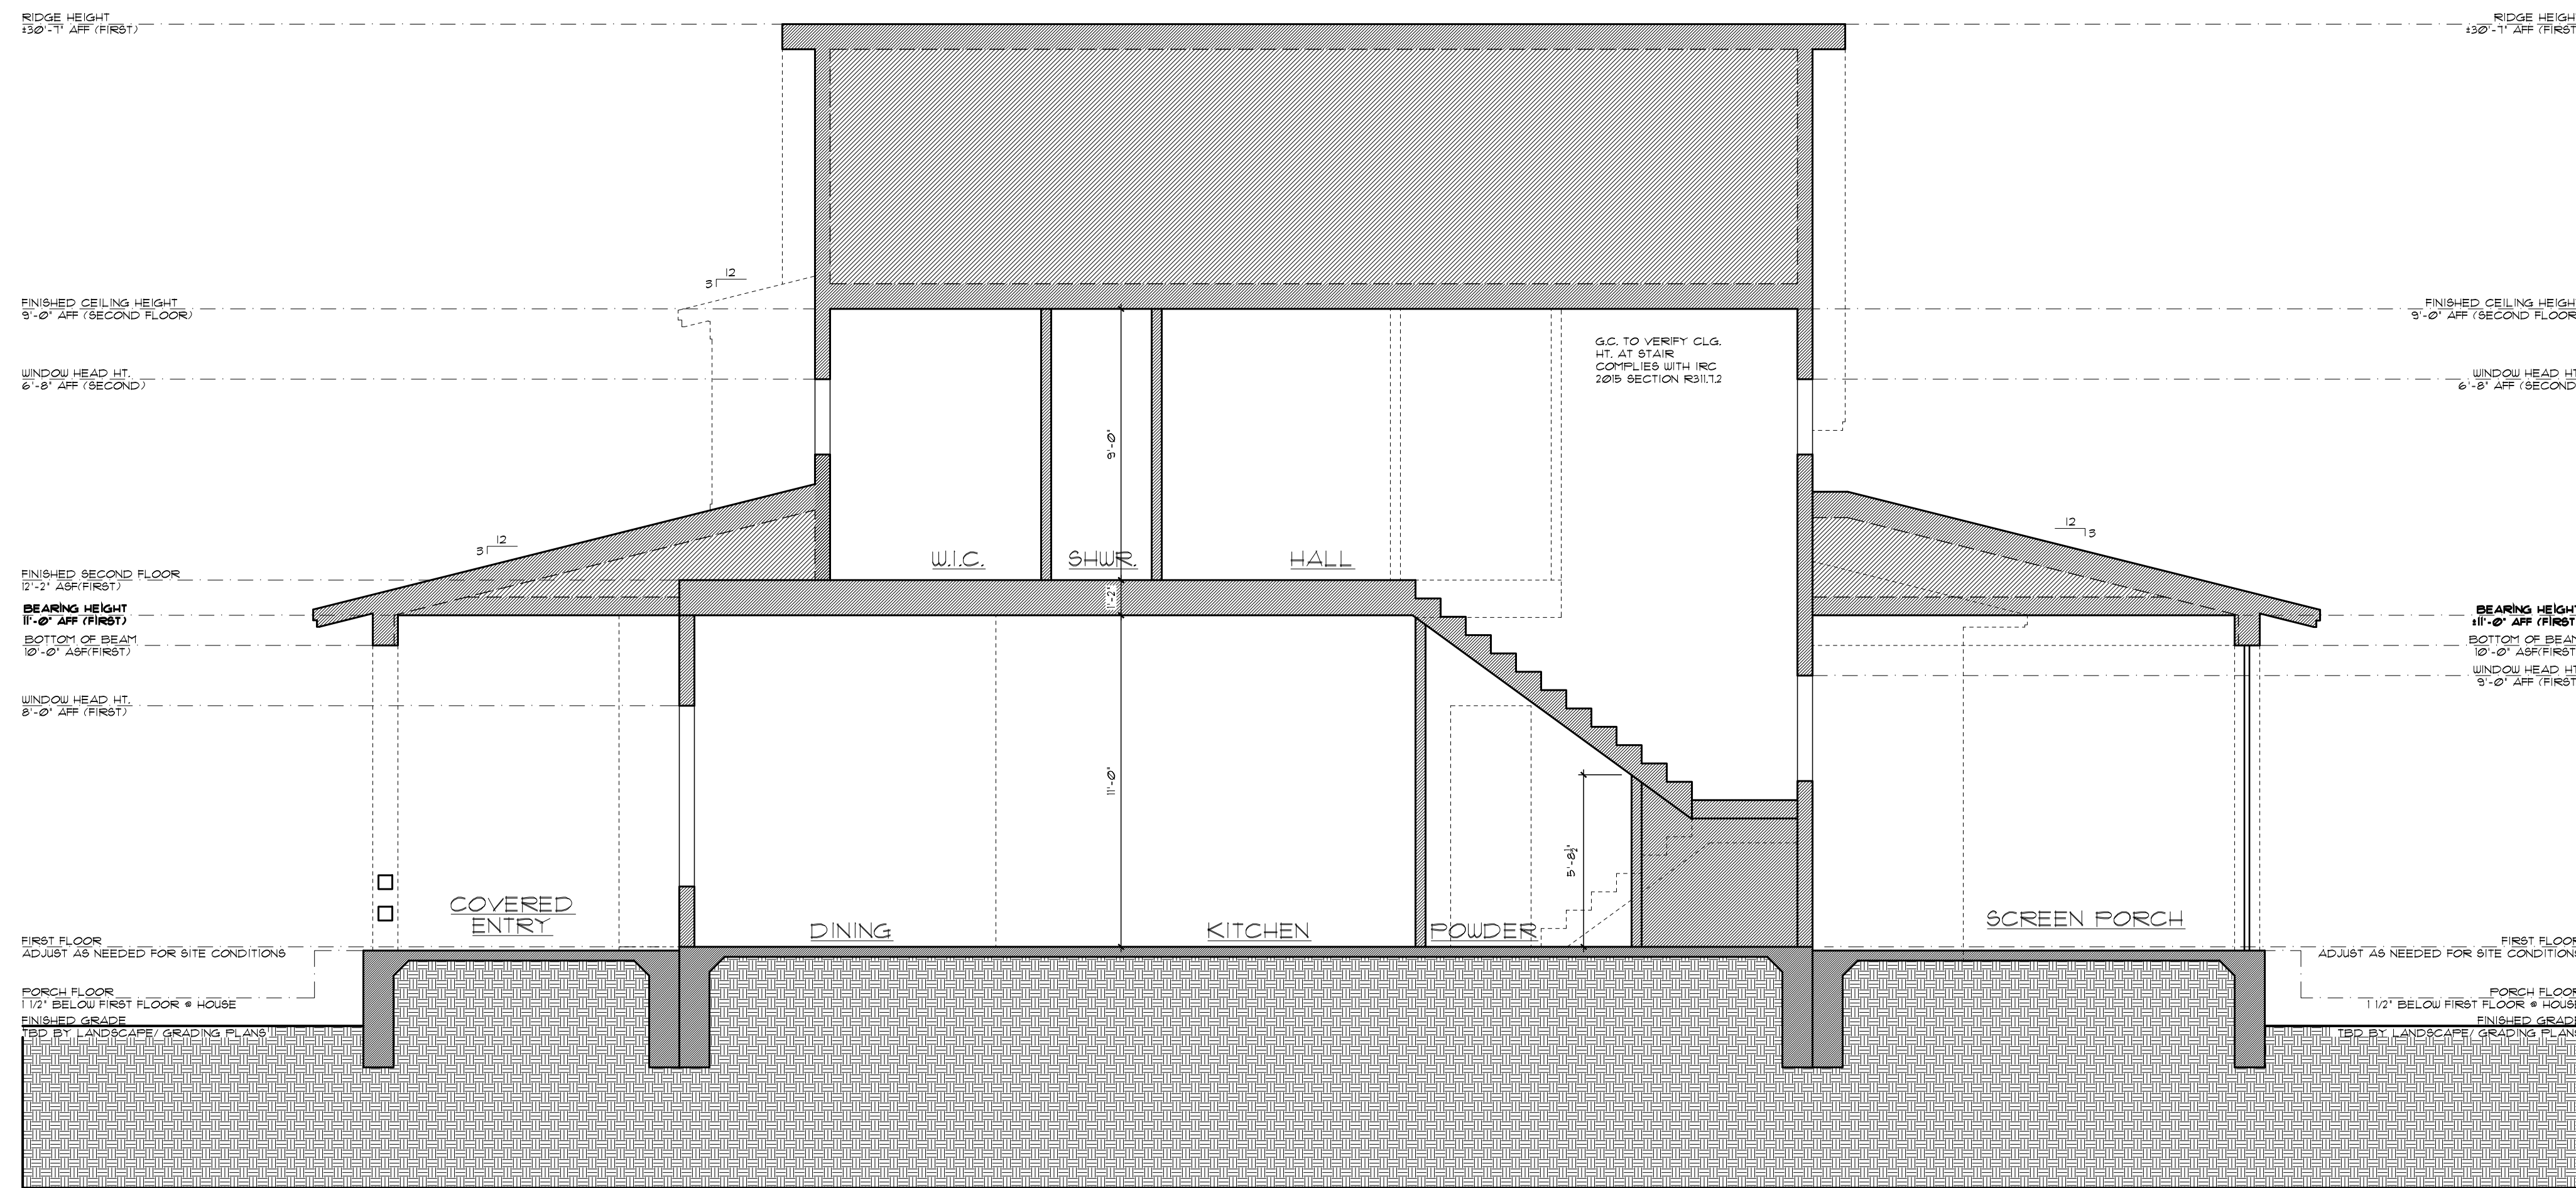 RIDGE HEIGHT
±30'-7" AFF (FIRST)
RIDGE HEIGH
±30'-7" AFF (FIRST
12
3
FINISHED CEILING HEIGHT
9'-0" AFF (SECOND FLOOR)
FINISHED CEILING HEIGH
9'-0" AFF (SECOND FLOOR
G.C. TO VERIFY CLG.
HT. AT STAIR
COMPLIES WITH IRC
2015 SECTION R311.7.2
WINDOW HEAD HT.
6'-8" AFF (SECOND)
WINDOW HEAD HT
6'-8" AFF (SECOND
9'-0"
12
3
12
3
W.I.C.
SHWR.
HALL
FINISHED SECOND FLOOR
12'-2" ASF(FIRST)
1'-2"
BEARING HEIGHT
11'-0" AFF (FIRST)
BEARING HEIGHT
±11'-0" AFF (FIRST
BOTTOM OF BEAM
10'-0" ASF(FIRST)
BOTTOM OF BEAM
10'-0" ASF(FIRST
WINDOW HEAD HT
9'-0" AFF (FIRST
WINDOW HEAD HT.
8'-0" AFF (FIRST)
11'-0"
5'-8½"
COVERED
ENTRY
DINING
KITCHEN
POWDER
SCREEN PORCH
FIRST FLOOR
ADJUST AS NEEDED FOR SITE CONDITIONS
FIRST FLOOR
ADJUST AS NEEDED FOR SITE CONDITIONS
PORCH FLOOR
1 1/2" BELOW FIRST FLOOR @ HOUSE
PORCH FLOOR
1 1/2" BELOW FIRST FLOOR @ HOUSE
FINISHED GRADE
TBD BY LANDSCAPE/ GRADING PLANS
FINISHED GRADE
TBD BY LANDSCAPE/ GRADING PLANS